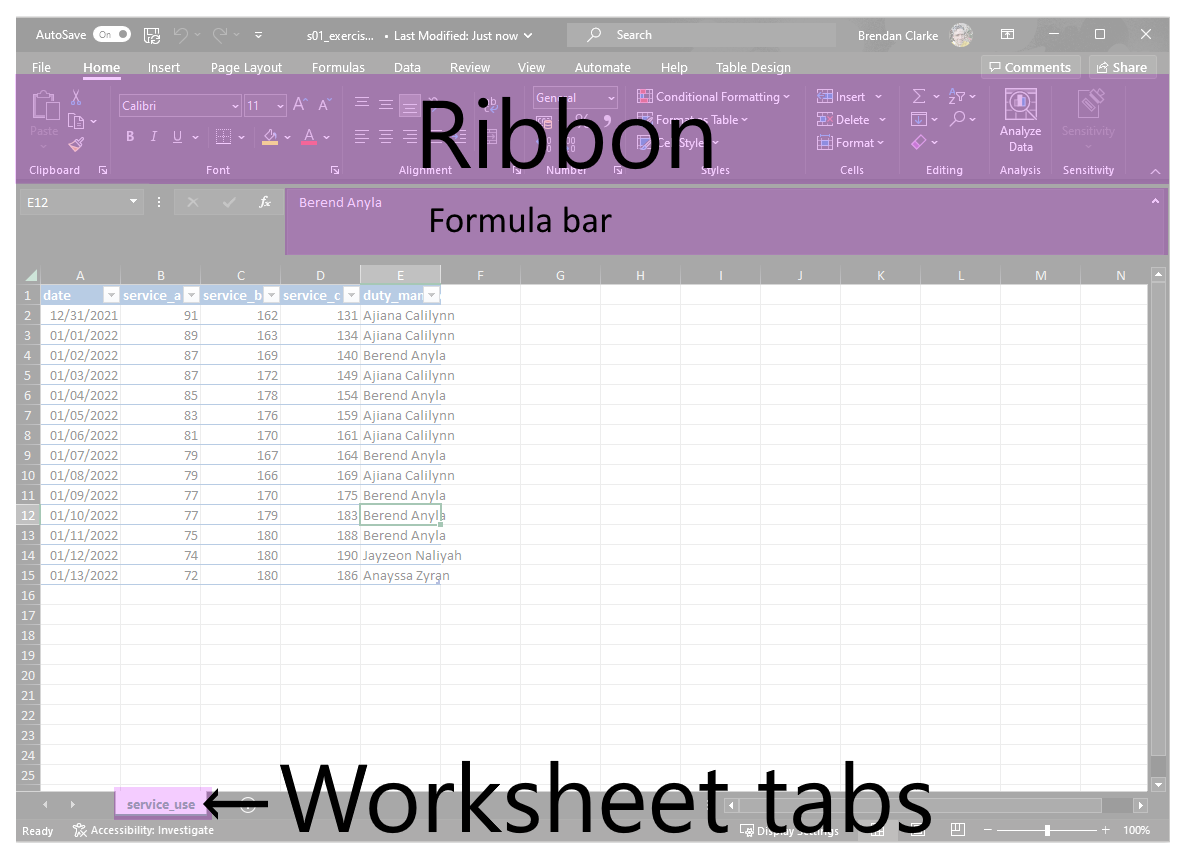 AutoSave On s01_exercis... • Last Modified: Just now Search Brendan Clarke
File Home Insert Page Layout Formulas Data Review View Automate Help Table Design Comments Share
Calibri 11 A A General Conditional Formatting Insert
Paste Format as Table Delete Analyze Data Sensitivity
B I U A % Cell Styles Format
Ribbon
Clipboard Font Alignment Number Styles Cells Editing Analysis Sensitivity
E12 fx Berend Anyla
Formula bar
A B C D E F G H I J K L M N
1 date service_a service_b service_c duty_man
2 12/31/2021 91 162 131 Ajiana Calilynn
3 01/01/2022 89 163 134 Ajiana Calilynn
4 01/02/2022 87 169 140 Berend Anyla
5 01/03/2022 87 172 149 Ajiana Calilynn
6 01/04/2022 85 178 154 Berend Anyla
7 01/05/2022 83 176 159 Ajiana Calilynn
8 01/06/2022 81 170 161 Ajiana Calilynn
9 01/07/2022 79 167 164 Berend Anyla
10 01/08/2022 79 166 169 Ajiana Calilynn
11 01/09/2022 77 170 175 Berend Anyla
12 01/10/2022 77 179 183 Berend Anyla
13 01/11/2022 75 180 188 Berend Anyla
14 01/12/2022 74 180 190 Jayzeon Naliyah
15 01/13/2022 72 180 186 Anayssa Zyran
16
17
18
19
20
21
22
23
24
25
service_use
Worksheet tabs
Ready Accessibility: Investigate Display Settings 100%